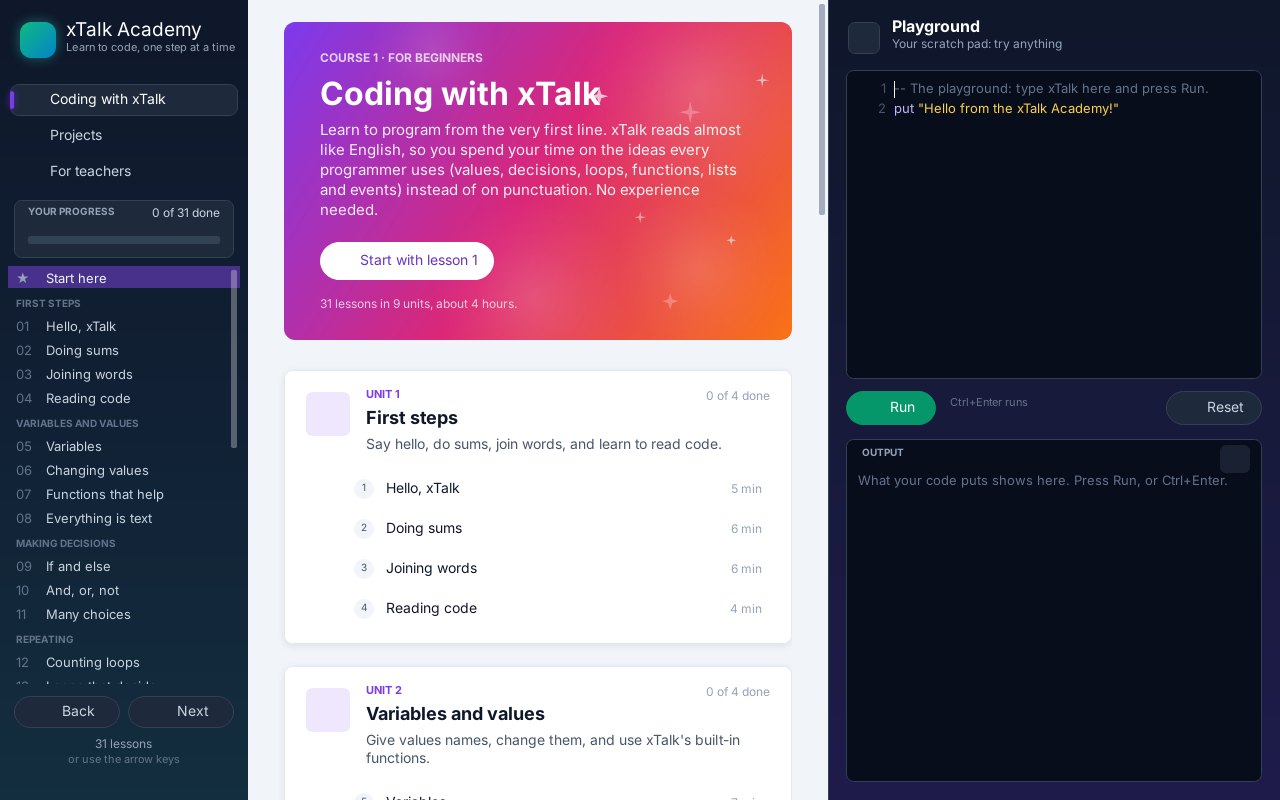 xTalk Academy
Learn to code, one step at a time
Coding with xTalk
Projects
For teachers
YOUR PROGRESS
0 of 31 done
★ Start here
FIRST STEPS
01 Hello, xTalk
02 Doing sums
03 Joining words
04 Reading code
VARIABLES AND VALUES
05 Variables
06 Changing values
07 Functions that help
08 Everything is text
MAKING DECISIONS
09 If and else
10 And, or, not
11 Many choices
REPEATING
12 Counting loops
Back
Next
31 lessons
or use the arrow keys
COURSE 1 · FOR BEGINNERS
Coding with xTalk
Learn to program from the very first line. xTalk reads almost
like English, so you spend your time on the ideas every
programmer uses (values, decisions, loops, functions, lists
and events) instead of on punctuation. No experience
needed.
Start with lesson 1
31 lessons in 9 units, about 4 hours.
UNIT 1
0 of 4 done
First steps
Say hello, do sums, join words, and learn to read code.
1 Hello, xTalk 5 min
2 Doing sums 6 min
3 Joining words 6 min
4 Reading code 4 min
UNIT 2
0 of 4 done
Variables and values
Give values names, change them, and use xTalk's built-in
functions.
Playground
Your scratch pad: try anything
1 -- The playground: type xTalk here and press Run.
2 put "Hello from the xTalk Academy!"
Run
Ctrl+Enter runs
Reset
OUTPUT
What your code puts shows here. Press Run, or Ctrl+Enter.